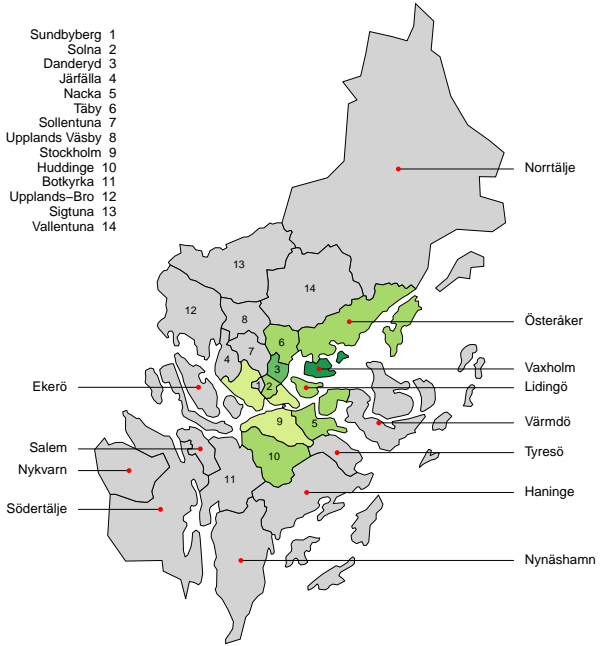 Sundbyberg 1
Solna 2
Danderyd 3
Järfälla 4
Nacka 5
Täby 6
Sollentuna 7
Upplands Väsby 8
Stockholm 9
Huddinge 10
Botkyrka 11
Upplands–Bro 12
Sigtuna 13
Vallentuna 14
Norrtälje
13
14
12
8
Österåker
6
7
4
3
Vaxholm
Ekerö
1
2
Lidingö
9
5
Värmdö
Salem
10
Tyresö
Nykvarn
11
Haninge
Södertälje
Nynäshamn